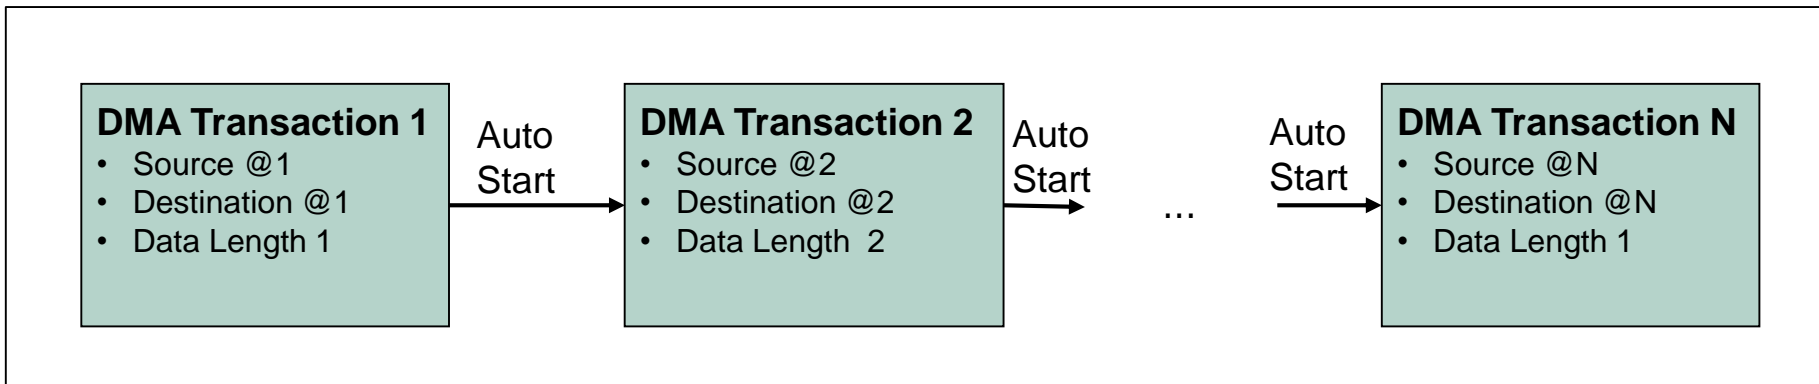 DMA Transaction 1
• Source @1
• Destination @1
• Data Length 1
Auto
Start
DMA Transaction 2
• Source @2
• Destination @2
• Data Length  2
Auto
Start
...
Auto
Start
DMA Transaction N
• Source @N
• Destination @N
• Data Length 1